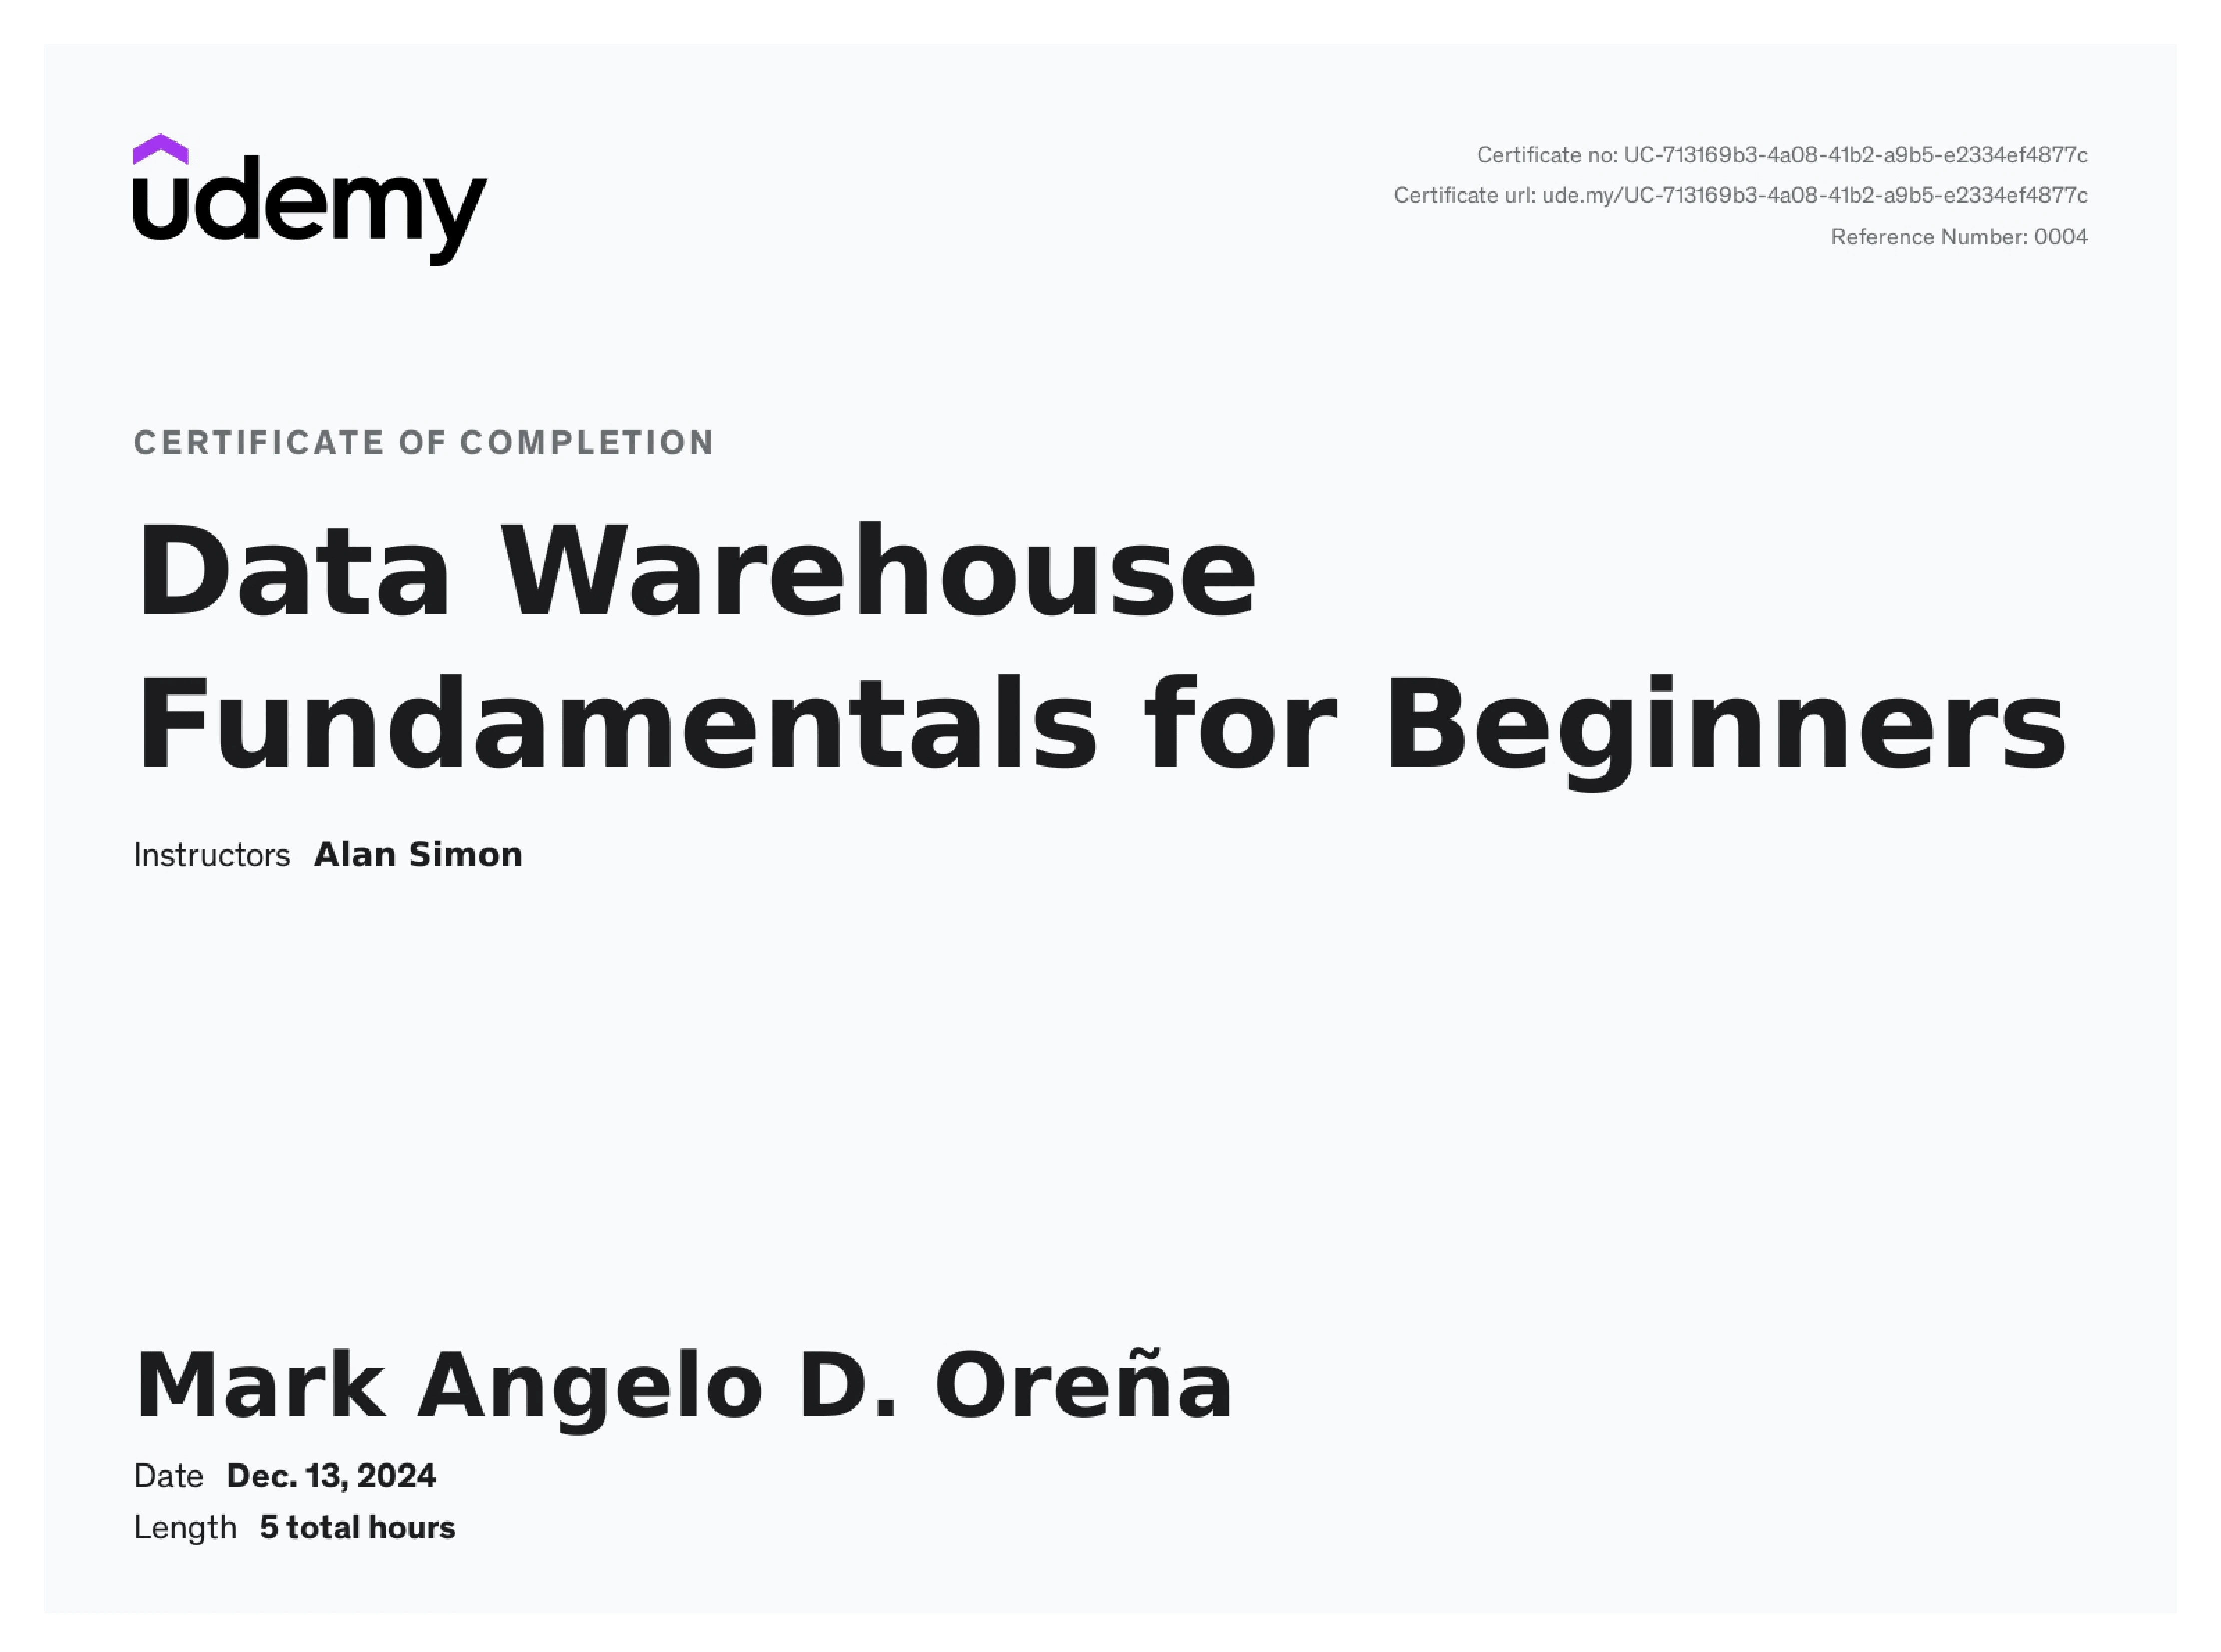 udemy
Certificate no: UC-713169b3-4a08-41b2-a9b5-e2334ef4877c
Certificate url: ude.my/UC-713169b3-4a08-41b2-a9b5-e2334ef4877c
Reference Number: 0004
CERTIFICATE OF COMPLETION
Data Warehouse
Fundamentals for Beginners
Instructors Alan Simon
Mark Angelo D. Oreña
Date Dec. 13, 2024
Length 5 total hours